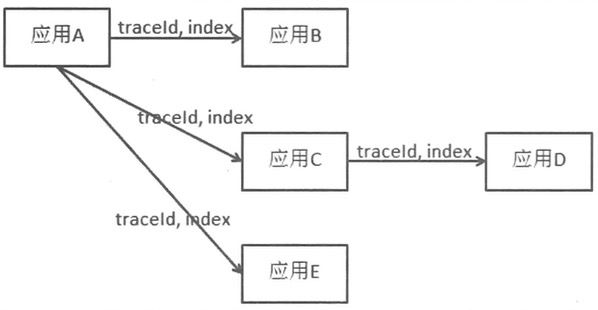 应用A
traceId, index
应用B
traceId, index
应用C
traceId, index
应用D
traceId, index
应用E